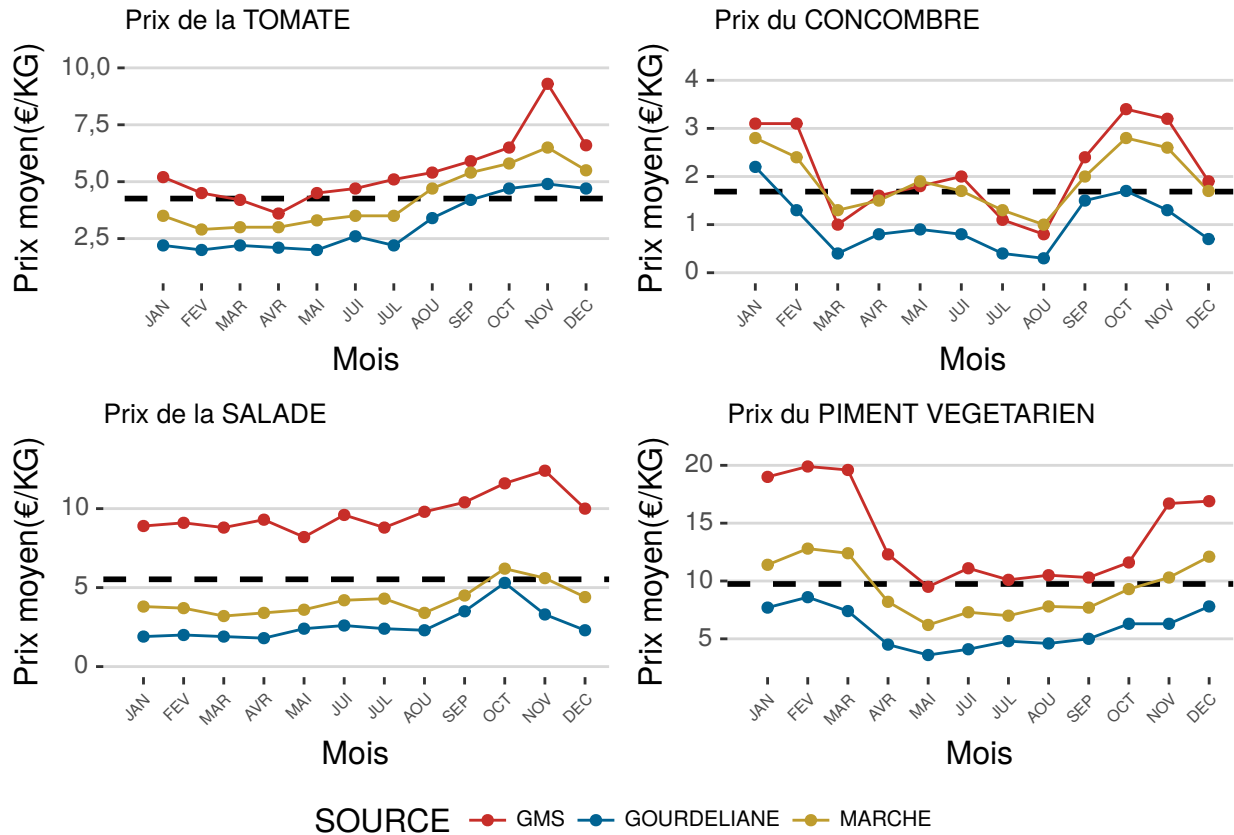 Prix de la TOMATE
Prix moyen(€/KG)
10,0
7,5
5,0
2,5
JAN FEV MAR AVR MAI JUI JUL AOU SEP OCT NOV DEC
Mois
Prix du CONCOMBRE
Prix moyen(€/KG)
4
3
2
1
0
JAN FEV MAR AVR MAI JUI JUL AOU SEP OCT NOV DEC
Mois
Prix de la SALADE
Prix moyen(€/KG)
10
5
0
JAN FEV MAR AVR MAI JUI JUL AOU SEP OCT NOV DEC
Mois
Prix du PIMENT VEGETARIEN
Prix moyen(€/KG)
20
15
10
5
JAN FEV MAR AVR MAI JUI JUL AOU SEP OCT NOV DEC
Mois
SOURCE GMS GOURDELIANE MARCHE